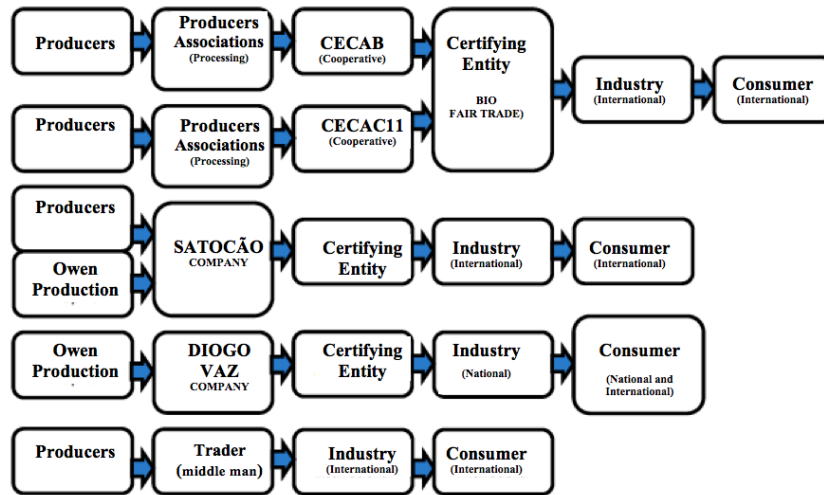 Producers
Producers
Associations
(Processing)
CECAB
(Cooperative)
Certifying
Entity
BIO
FAIR TRADE)
Industry
(International)
Consumer
(International)
Producers
Producers
Associations
(Processing)
CECAC11
(Cooperative)
Producers
Owen
Production
SATOCÃO
COMPANY
Certifying
Entity
Industry
(International)
Consumer
(International)
Owen
Production
DIOGO
VAZ
COMPANY
Certifying
Entity
Industry
(National)
Consumer
(National and
International)
Producers
Trader
(middle man)
Industry
(International)
Consumer
(International)